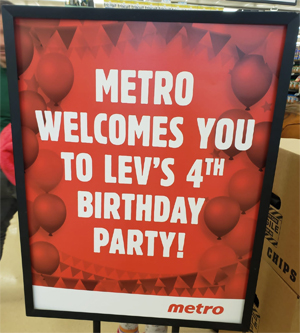 METRO
WELCOMES YOU
TO LEV'S 4TH
BIRTHDAY
PARTY!
metro
CHIPS